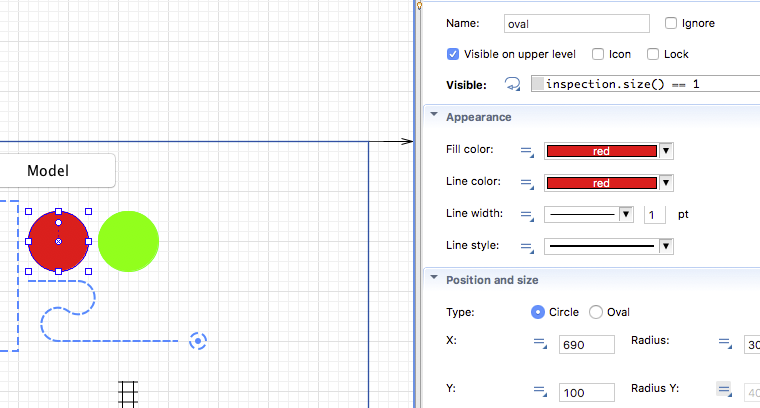 Name: oval Ignore
Visible on upper level Icon Lock
Visible: inspection.size() == 1
Appearance
Fill color: red
Line color: red
Line width: 1 pt
Line style:
Position and size
Type: Circle Oval
X: 690 Radius: 30
Y: 100 Radius Y: 40
Model